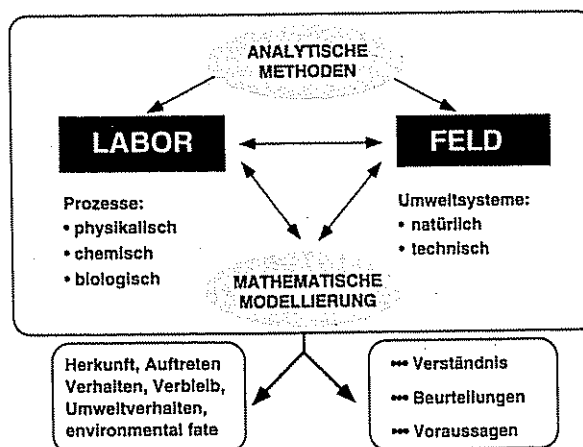 ANALYTISCHE
METHODEN
LABOR
FELD
Prozesse:
• physikalisch
• chemisch
• biologisch
Umweltsysteme:
• natürlich
• technisch
MATHEMATISCHE
MODELLIERUNG
Herkunft, Auftreten
Verhalten, Verbleib,
Umweltverhalten,
environmental fate
••• Verständnis
••• Beurteilungen
••• Voraussagen